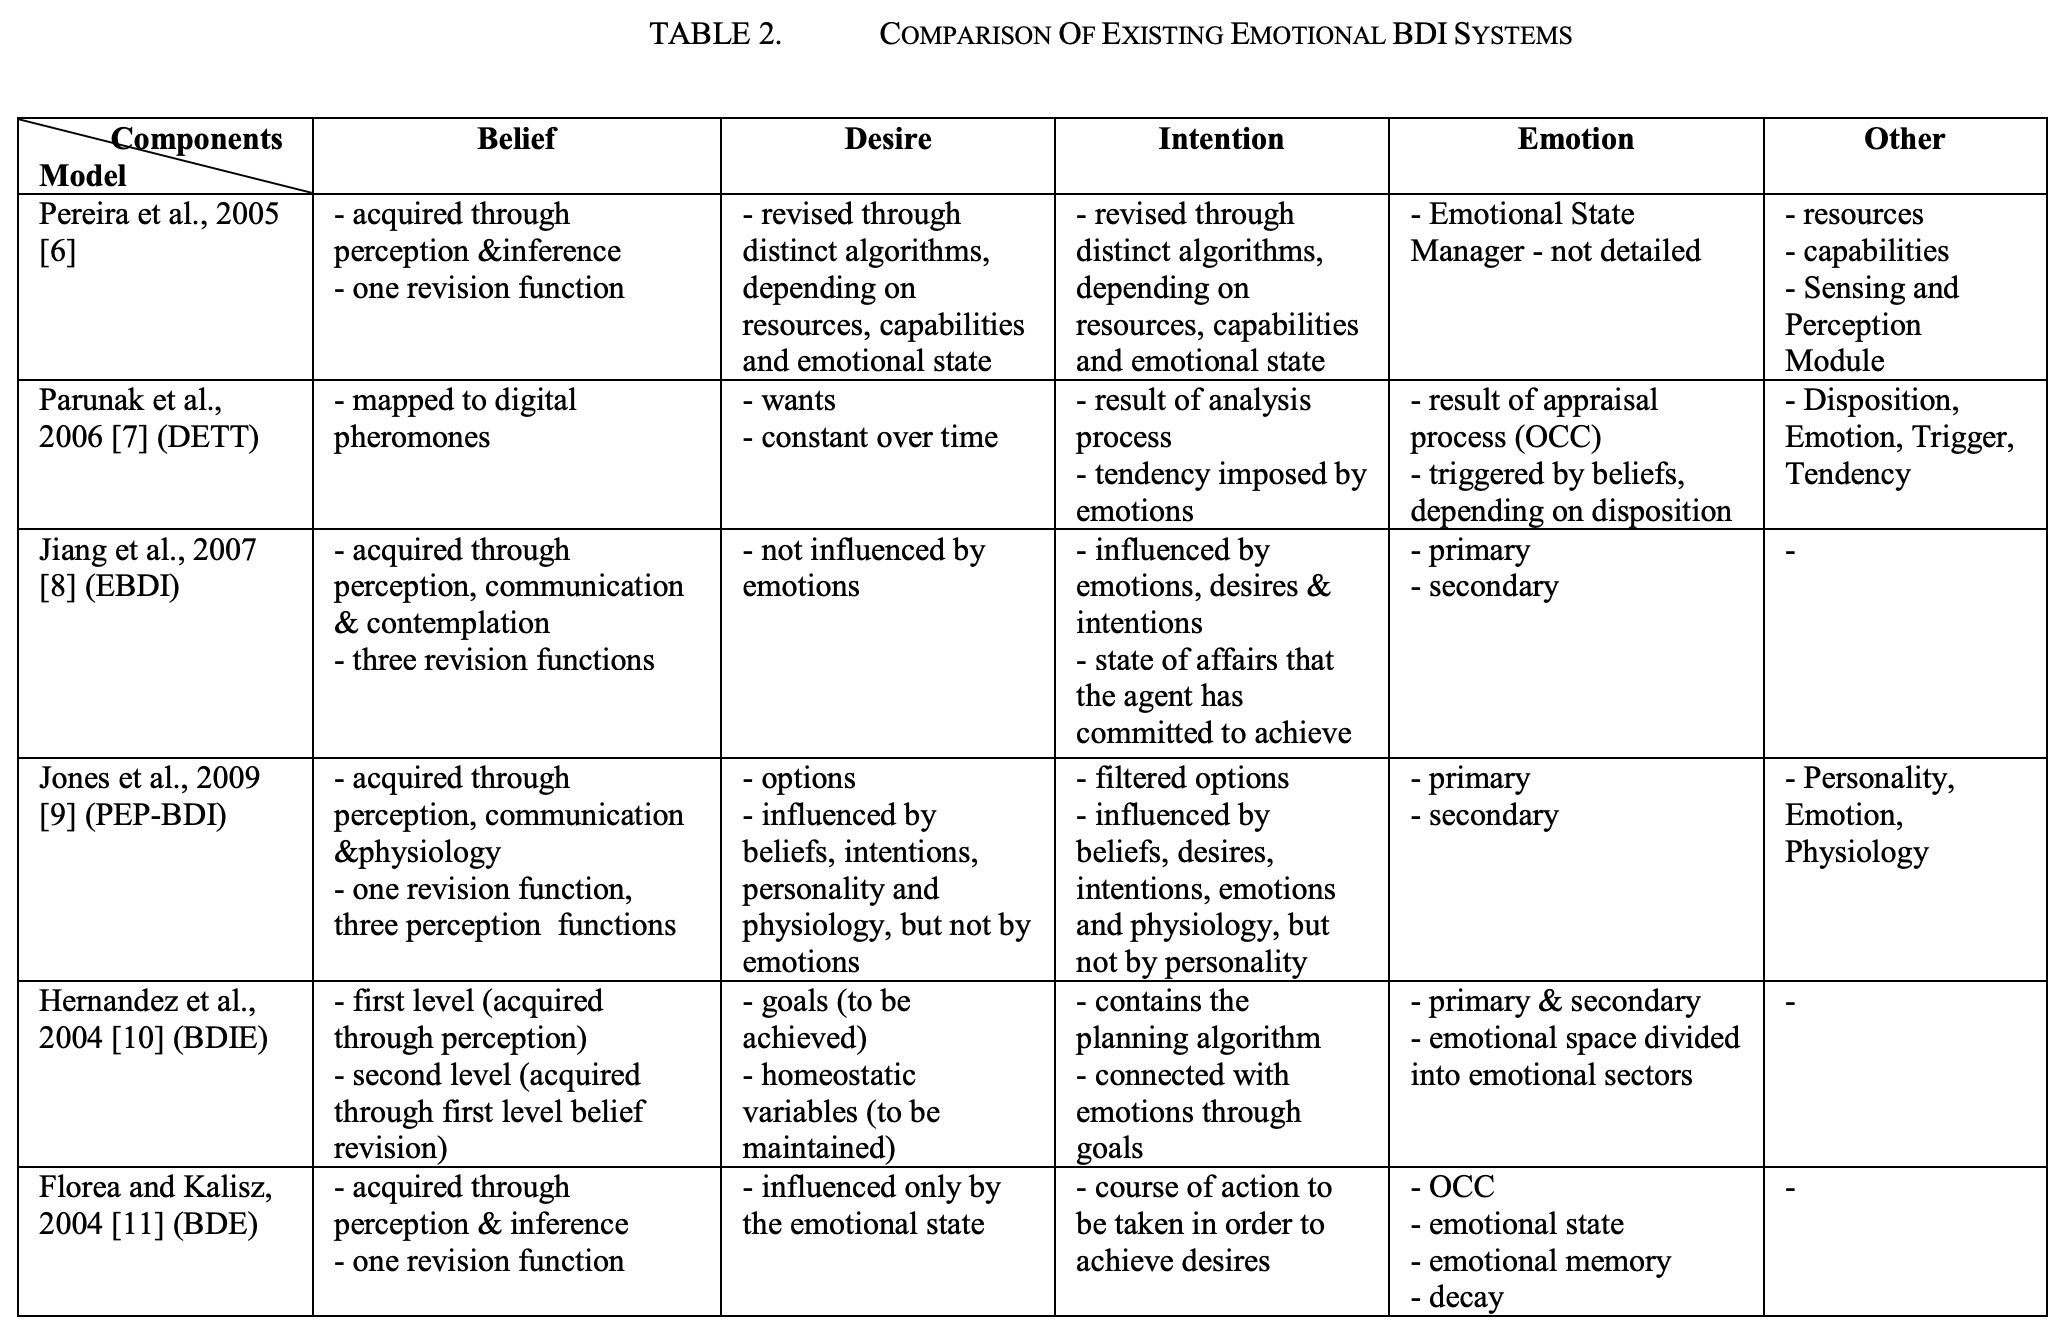 TABLE 2. COMPARISON OF EXISTING EMOTIONAL BDI SYSTEMS
Components
Model
Belief
Desire
Intention
Emotion
Other
Pereira et al., 2005
[6]
- acquired through
perception &inference
- one revision function
- revised through
distinct algorithms,
depending on
resources, capabilities
and emotional state
- revised through
distinct algorithms,
depending on
resources, capabilities
and emotional state
- Emotional State
Manager - not detailed
- resources
- capabilities
- Sensing and
Perception
Module
Parunak et al.,
2006 [7] (DETT)
- mapped to digital
pheromones
- wants
- constant over time
- result of analysis
process
- tendency imposed by
emotions
- result of appraisal
process (OCC)
- triggered by beliefs,
depending on disposition
- Disposition,
Emotion, Trigger,
Tendency
Jiang et al., 2007
[8] (EBDI)
- acquired through
perception, communication
& contemplation
- three revision functions
- not influenced by
emotions
- influenced by
emotions, desires &
intentions
- state of affairs that
the agent has
committed to achieve
- primary
- secondary
-
Jones et al., 2009
[9] (PEP-BDI)
- acquired through
perception, communication
&physiology
- one revision function,
three perception  functions
- options
- influenced by
beliefs, intentions,
personality and
physiology, but not by
emotions
- filtered options
- influenced by
beliefs, desires,
intentions, emotions
and physiology, but
not by personality
- primary
- secondary
- Personality,
Emotion,
Physiology
Hernandez et al.,
2004 [10] (BDIE)
- first level (acquired
through perception)
- second level (acquired
through first level belief
revision)
- goals (to be
achieved)
- homeostatic
variables (to be
maintained)
- contains the
planning algorithm
- connected with
emotions through
goals
- primary & secondary
- emotional space divided
into emotional sectors
-
Florea and Kalisz,
2004 [11] (BDE)
- acquired through
perception & inference
- one revision function
- influenced only by
the emotional state
- course of action to
be taken in order to
achieve desires
- OCC
- emotional state
- emotional memory
- decay
-